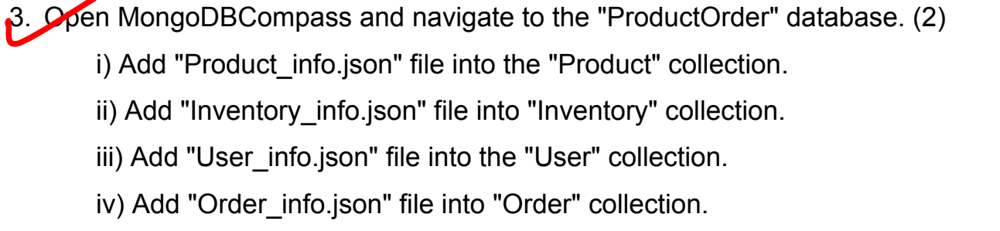 3. Open MongoDBCompass and navigate to the "ProductOrder" database. (2)
i) Add "Product_info.json" file into the "Product" collection.
ii) Add "Inventory_info.json" file into "Inventory" collection.
iii) Add "User_info.json" file into the "User" collection.
iv) Add "Order_info.json" file into "Order" collection.